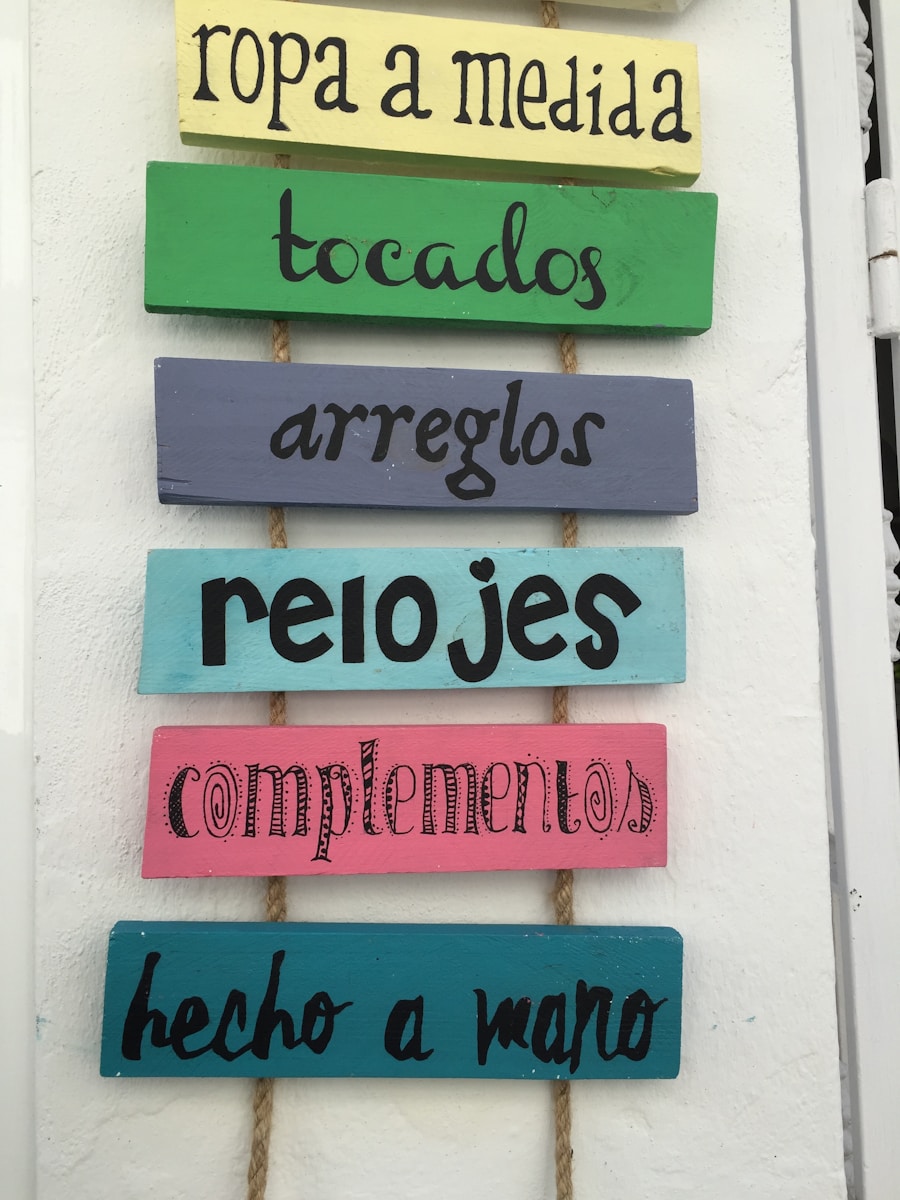 ropa a medida
tocados
arreglos
relojes
complementos
hecho a mano